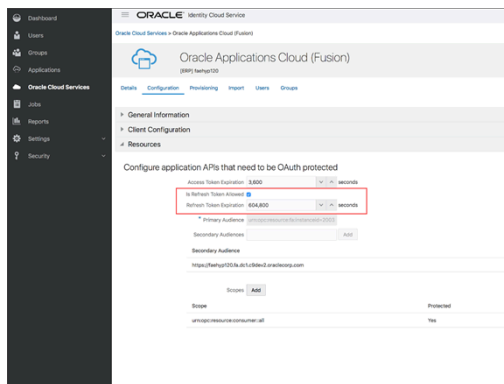 ORACLE Identity Cloud Service
Dashboard
Users
Groups
Applications
Oracle Cloud Services
Jobs
Reports
Settings
Security
Oracle Cloud Services > Oracle Applications Cloud (Fusion)
Oracle Applications Cloud (Fusion)
[ERP] faehyp120
Details Configuration Provisioning Import Users Groups
General Information
Client Configuration
Resources
Configure application APIs that need to be OAuth protected
Access Token Expiration 3,600 seconds
Is Refresh Token Allowed
Refresh Token Expiration 604,800 seconds
* Primary Audience
Secondary Audiences Add
Secondary Audience
Scopes Add
Scope Protected
urn:opc:resource:consumer::all Yes